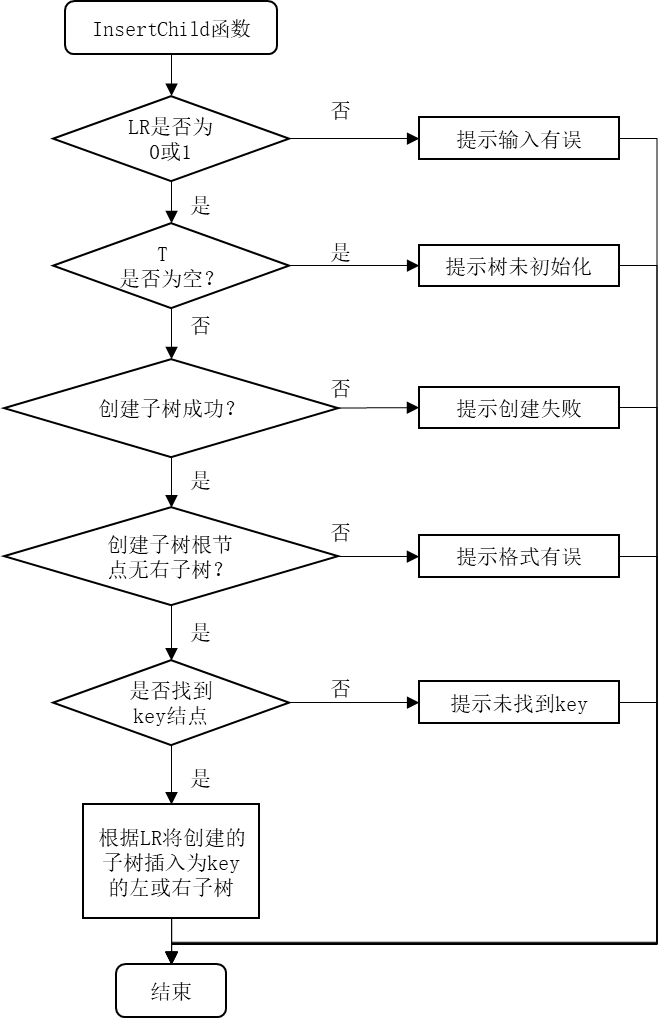 InsertChild函数
LR是否为
0或1
否
提示输入有误
是
T
是否为空?
是
提示树未初始化
否
创建子树成功?
否
提示创建失败
是
创建子树根节
点无右子树?
否
提示格式有误
是
是否找到
key结点
否
提示未找到key
是
根据LR将创建的
子树插入为key
的左或右子树
结束